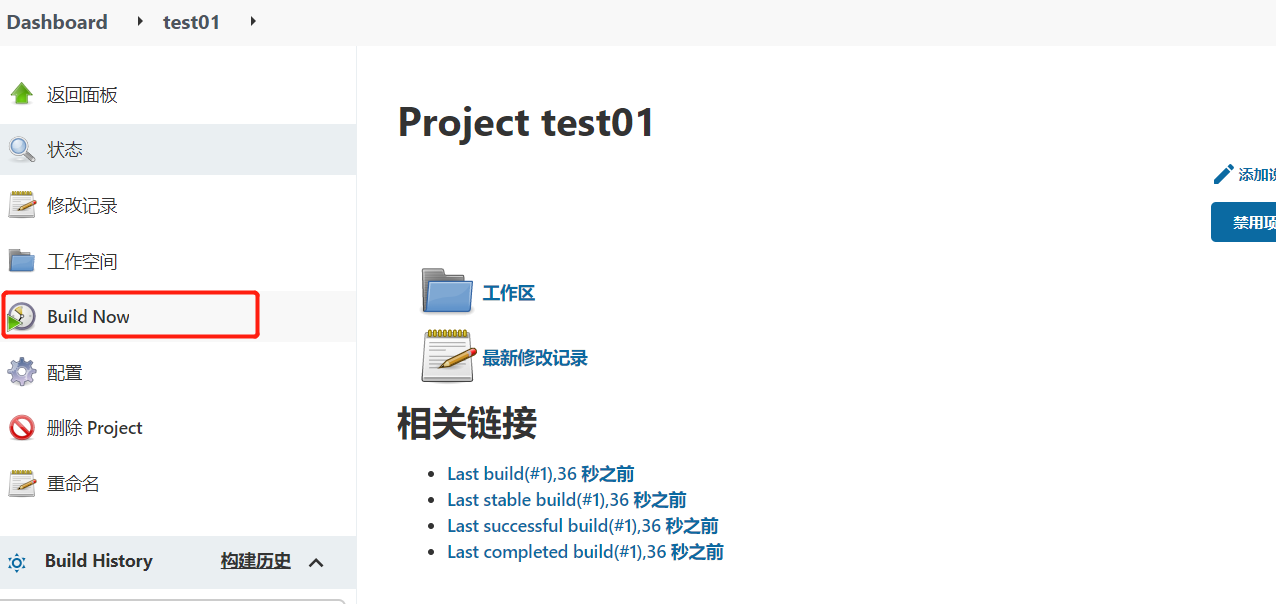 Dashboard test01
返回面板
状态
修改记录
工作空间
Build Now
配置
删除 Project
重命名
Build History 构建历史
Project test01
添加
禁用项
工作区
最新修改记录
相关链接
Last build(#1),36 秒之前
Last stable build(#1),36 秒之前
Last successful build(#1),36 秒之前
Last completed build(#1),36 秒之前